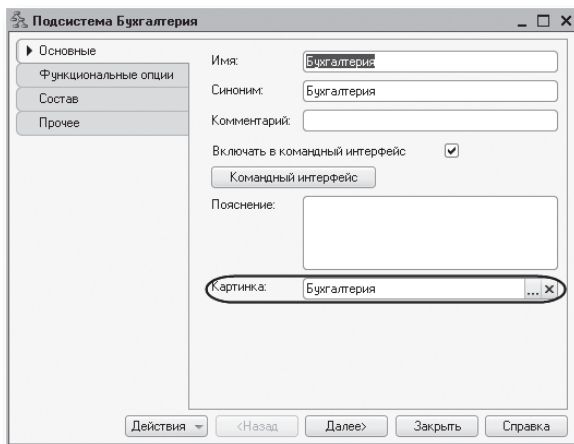 Подсистема Бухгалтерия
Основные
Функциональные опции
Состав
Прочее
Имя: Бухгалтерия
Синоним: Бухгалтерия
Комментарий:
Включать в командный интерфейс
Командный интерфейс
Пояснение:
Картинка: Бухгалтерия ...
Действия <Назад Далее> Закрыть Справка